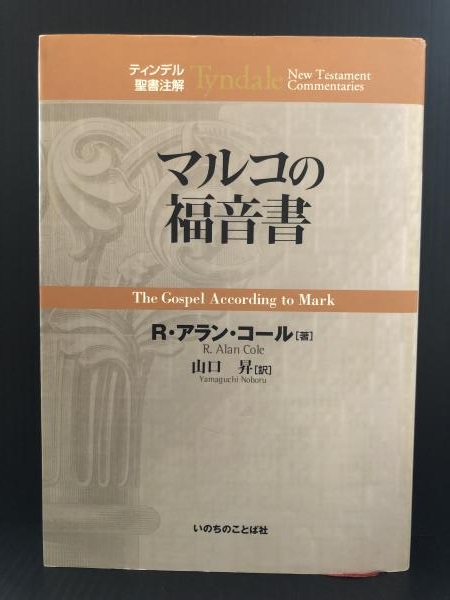 ティンデル
聖書注解
Tyndale
New Testament
Commentaries
マルコの
福音書
The Gospel According to Mark
R・アラン・コール[著]
R. Alan Cole
山口 昇[訳]
Yamaguchi Noboru
いのちのことば社